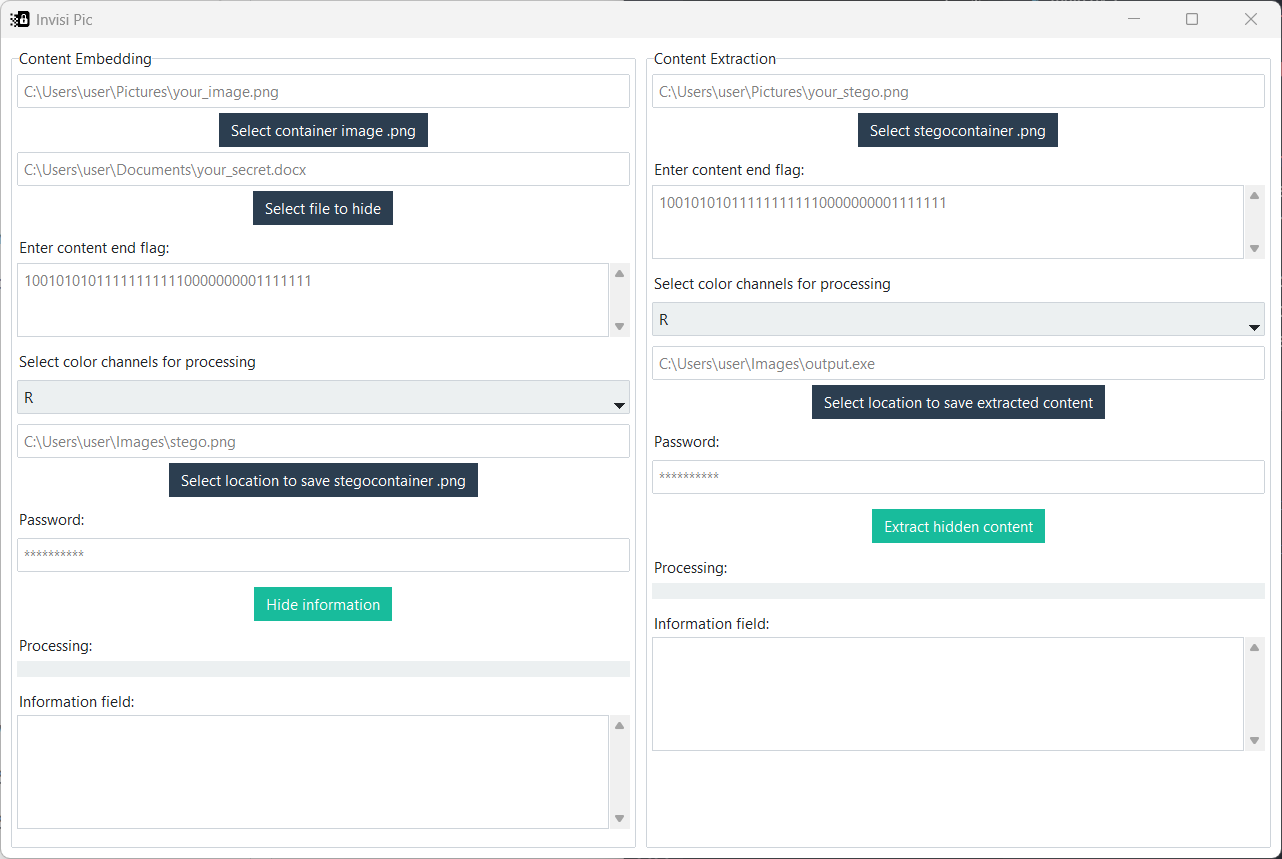 Invisi Pic
Content Embedding
C:\Users\user\Pictures\your_image.png
Select container image .png
C:\Users\user\Documents\your_secret.docx
Select file to hide
Enter content end flag:
1001010101111111111110000000001111111
Select color channels for processing
R
C:\Users\user\Images\stego.png
Select location to save stegocontainer .png
Password:
**********
Hide information
Processing:
Information field:
Content Extraction
C:\Users\user\Pictures\your_stego.png
Select stegocontainer .png
Enter content end flag:
1001010101111111111110000000001111111
Select color channels for processing
R
C:\Users\user\Images\output.exe
Select location to save extracted content
Password:
**********
Extract hidden content
Processing:
Information field: